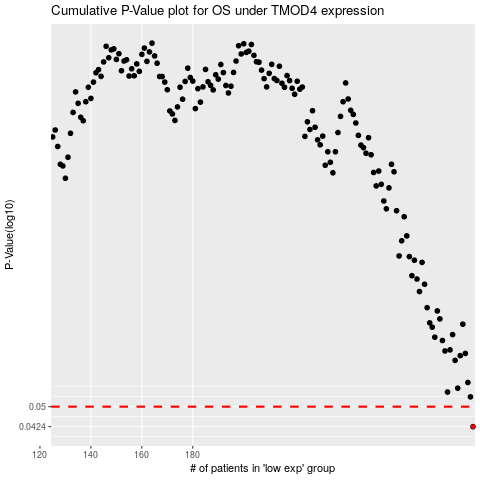 Cumulative P-Value plot for OS under TMOD4 expression
P-Value(log10)
0.05
0.0424
120 140 160 180
# of patients in 'low exp' group